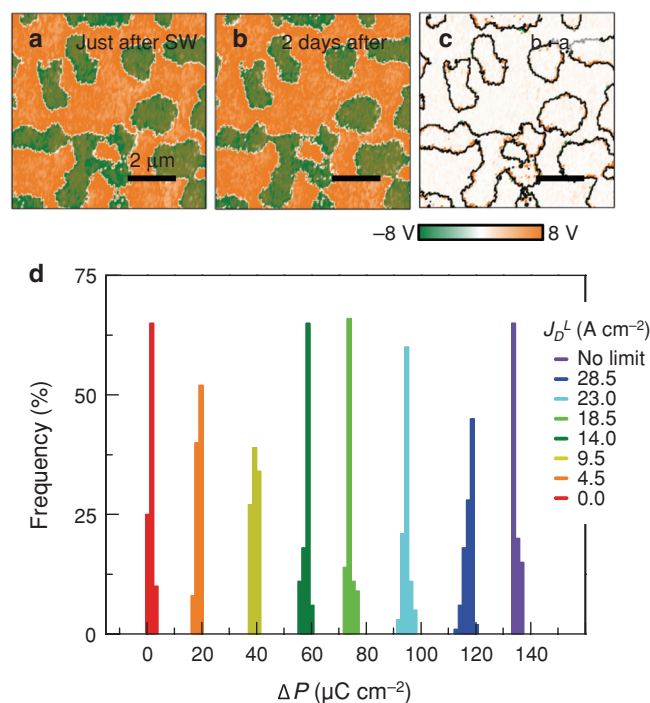 a Just after SW
b 2 days after
c b – a
2 μm
–8 V 8 V
d
75
50
25
0
Frequency (%)
0 20 40 60 80 100 120 140
ΔP (μC cm⁻²)
J_D^L (A cm⁻²)
No limit
28.5
23.0
18.5
14.0
9.5
4.5
0.0